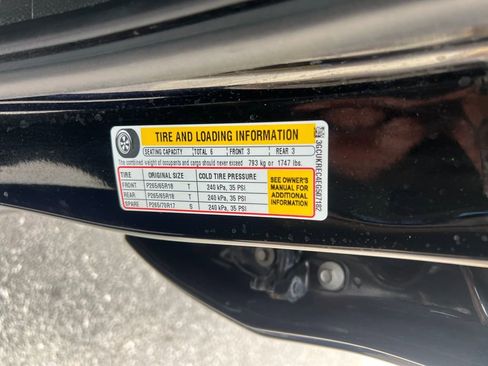 TIRE AND LOADING INFORMATION
SEATING CAPACITY TOTAL 6 FRONT 3 REAR 3
The combined weight of occupants and cargo should never exceed 793 kg or 1747 lbs.
TIRE ORIGINAL SIZE COLD TIRE PRESSURE
FRONT P265/65R18 T 240 kPa, 35 PSI
REAR P265/65R18 T 240 kPa, 35 PSI
SPARE P265/70R17 S 240 kPa, 35 PSI
SEE OWNER'S
MANUAL FOR
ADDITIONAL
INFORMATION